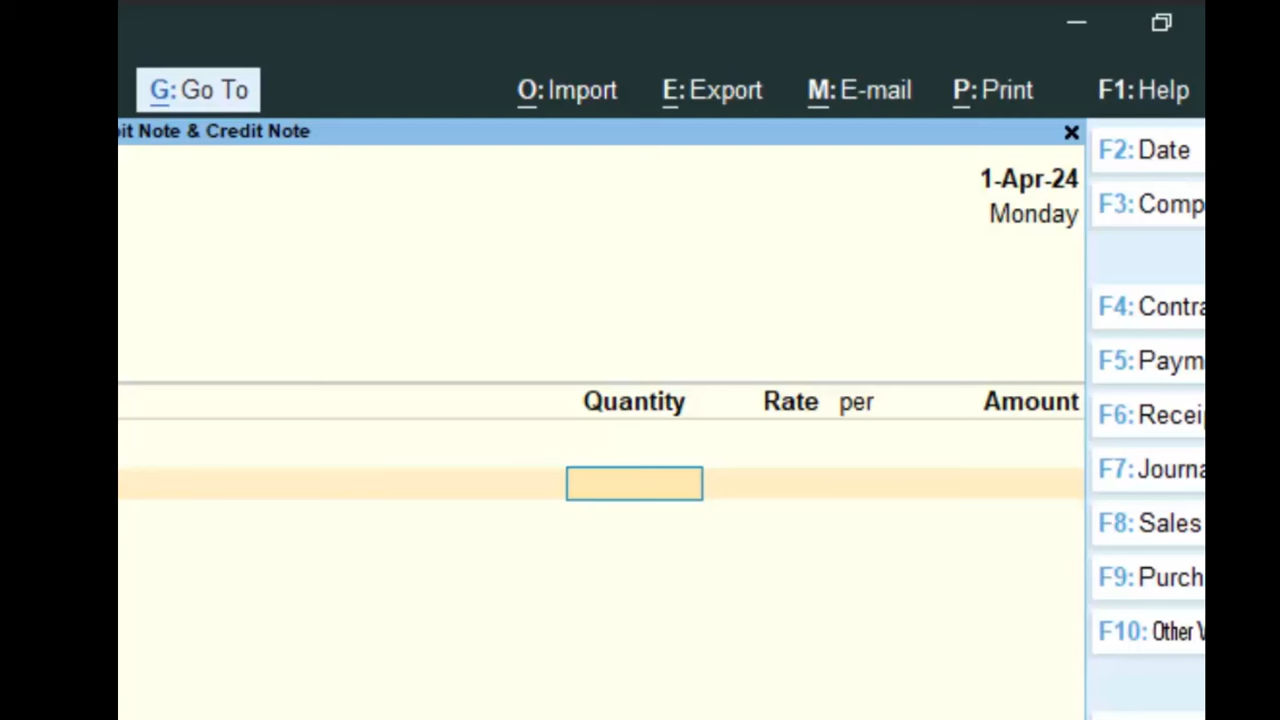 G: Go To O: Import E: Export M: E-mail P: Print F1: Help
it Note & Credit Note
F2: Date
1-Apr-24
Monday
F3: Comp
F4: Contra
F5: Paym
F6: Recei
Quantity Rate per Amount
F7: Journa
F8: Sales
F9: Purch
F10: Other V